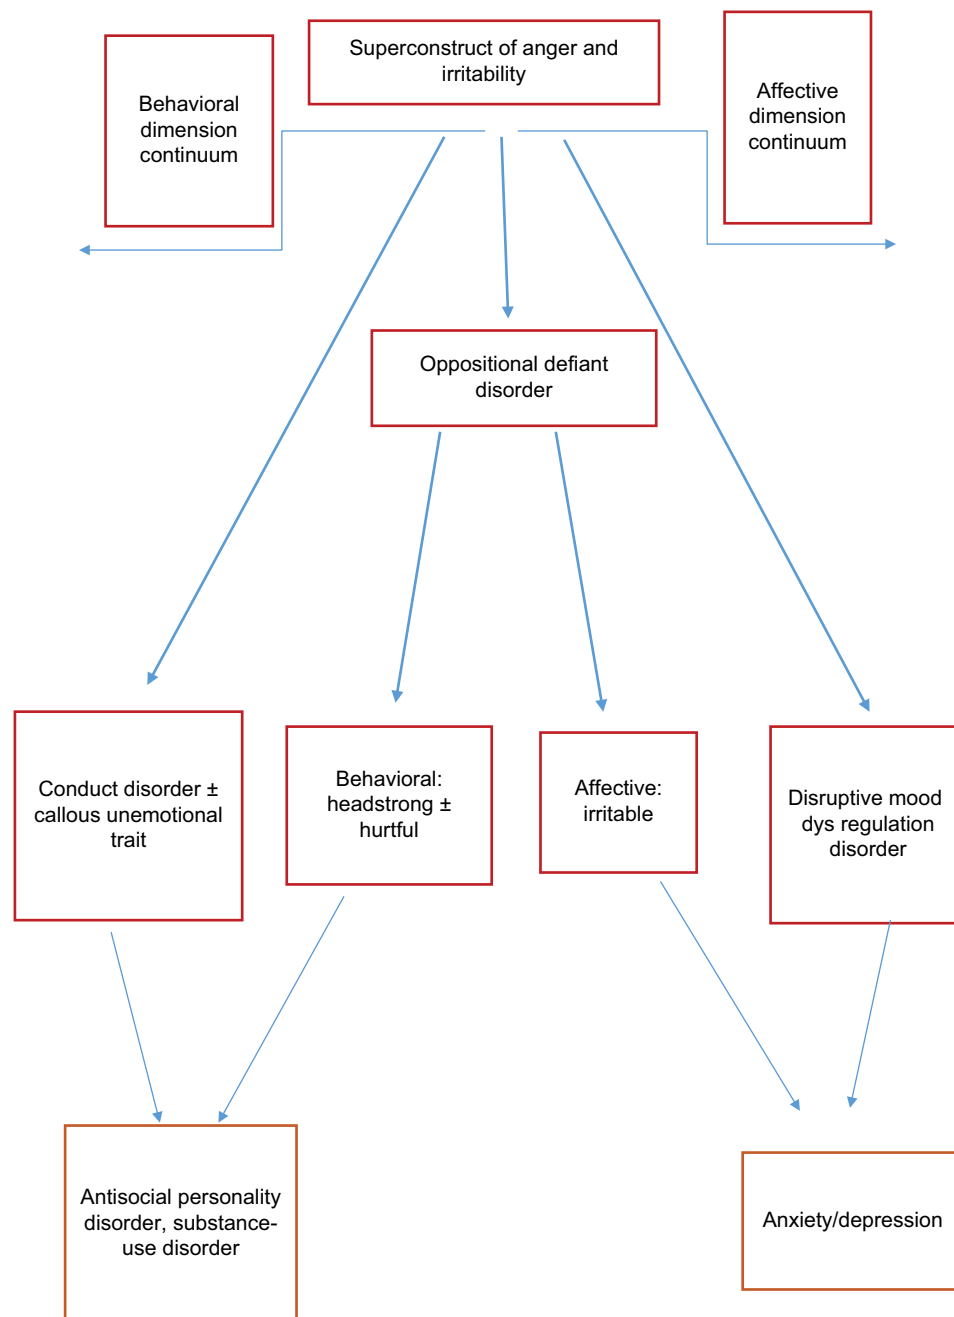 Superconstruct of anger and
irritability
Behavioral
dimension
continuum
Affective
dimension
continuum
Oppositional defiant
disorder
Conduct disorder ±
callous unemotional
trait
Behavioral:
headstrong ±
hurtful
Affective:
irritable
Disruptive mood
dys regulation
disorder
Antisocial personality
disorder, substance-
use disorder
Anxiety/depression